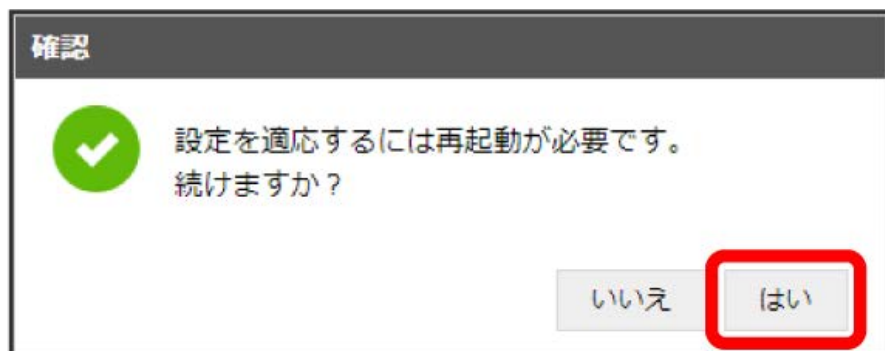 確認
設定を適応するには再起動が必要です。
続けますか？
いいえ
はい